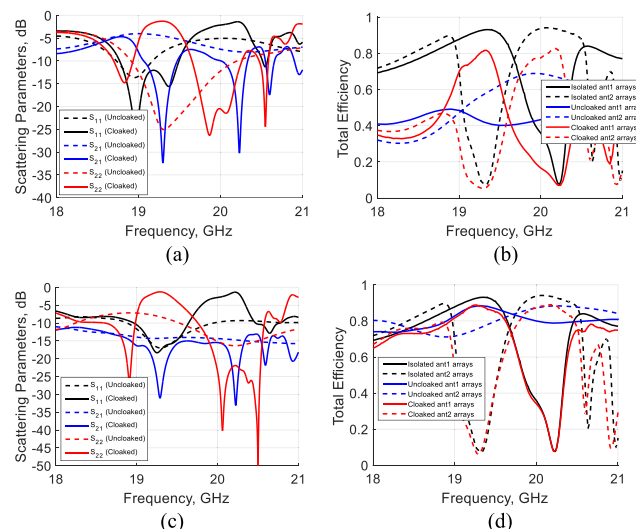 Scattering Parameters, dB
0
-5
-10
-15
-20
-25
-30
-35
-40
S11 (Uncloaked)
S11 (Cloaked)
S21 (Uncloaked)
S21 (Cloaked)
S22 (Uncloaked)
S22 (Cloaked)
18 19 20 21
Frequency, GHz
(a)
Total Efficiency
1
0.8
0.6
0.4
0.2
0
Isolated ant1 arrays
Isolated ant2 arrays
Uncloaked ant1 arrays
Uncloaked ant2 arrays
Cloaked ant1 arrays
Cloaked ant2 arrays
18 19 20 21
Frequency, GHz
(b)
Scattering Parameters, dB
0
-5
-10
-15
-20
-25
-30
-35
-40
-45
-50
S11 (Uncloaked)
S11 (Cloaked)
S21 (Uncloaked)
S21 (Cloaked)
S22 (Uncloaked)
S22 (Cloaked)
18 19 20 21
Frequency, GHz
(c)
Total Efficiency
1
0.8
0.6
0.4
0.2
0
Isolated ant1 arrays
Isolated ant2 arrays
Uncloaked ant1 arrays
Uncloaked ant2 arrays
Cloaked ant1 arrays
Cloaked ant2 arrays
18 19 20 21
Frequency, GHz
(d)